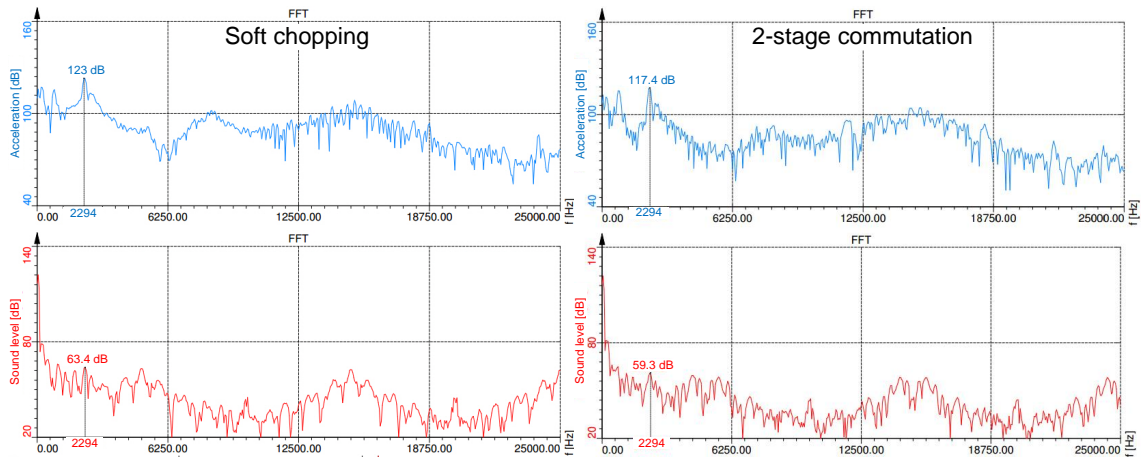 FFT
Soft chopping
Acceleration [dB]
160
100
40
123 dB
2294
0.00
6250.00
12500.00
18750.00
25000.00
f [Hz]
FFT
2-stage commutation
Acceleration [dB]
160
100
40
117.4 dB
2294
0.00
6250.00
12500.00
18750.00
25000.00
f [Hz]
FFT
Sound level [dB]
140
80
20
63.4 dB
2294
0.00
6250.00
12500.00
18750.00
25000.00
f [Hz]
FFT
Sound level [dB]
140
80
20
59.3 dB
2294
0.00
6250.00
12500.00
18750.00
25000.00
f [Hz]